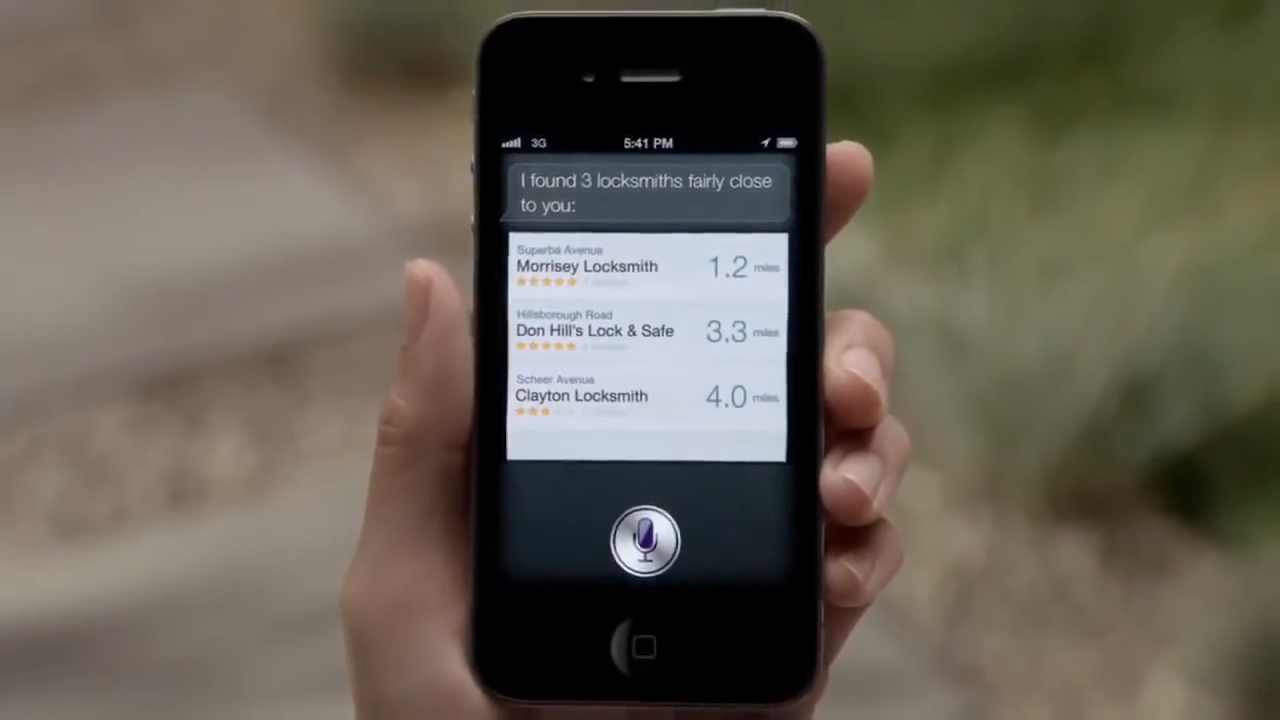 3G 5:41 PM
I found 3 locksmiths fairly close
to you:
Superba Avenue
Morrisey Locksmith 1.2 miles
Hillsborough Road
Don Hill's Lock & Safe 3.3 miles
Scheer Avenue
Clayton Locksmith 4.0 miles